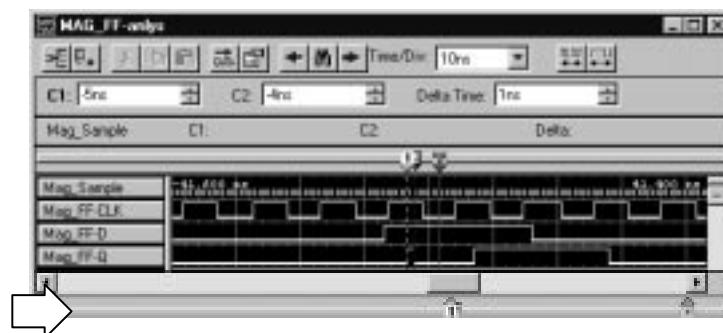 MAG_FF-anlys
Time/Div: 10ns
C1: -5ns C2: -4ns Delta Time: 1ns
Mag_Sample C1: C2: Delta:
Mag_Sample
Mag_FF-CLK
Mag_FF-D
Mag_FF-Q